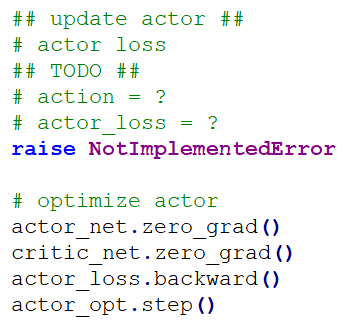 ## update actor ##
# actor loss
## TODO ##
# action = ?
# actor_loss = ?
raise NotImplementedError
# optimize actor
actor_net.zero_grad()
critic_net.zero_grad()
actor_loss.backward()
actor_opt.step()